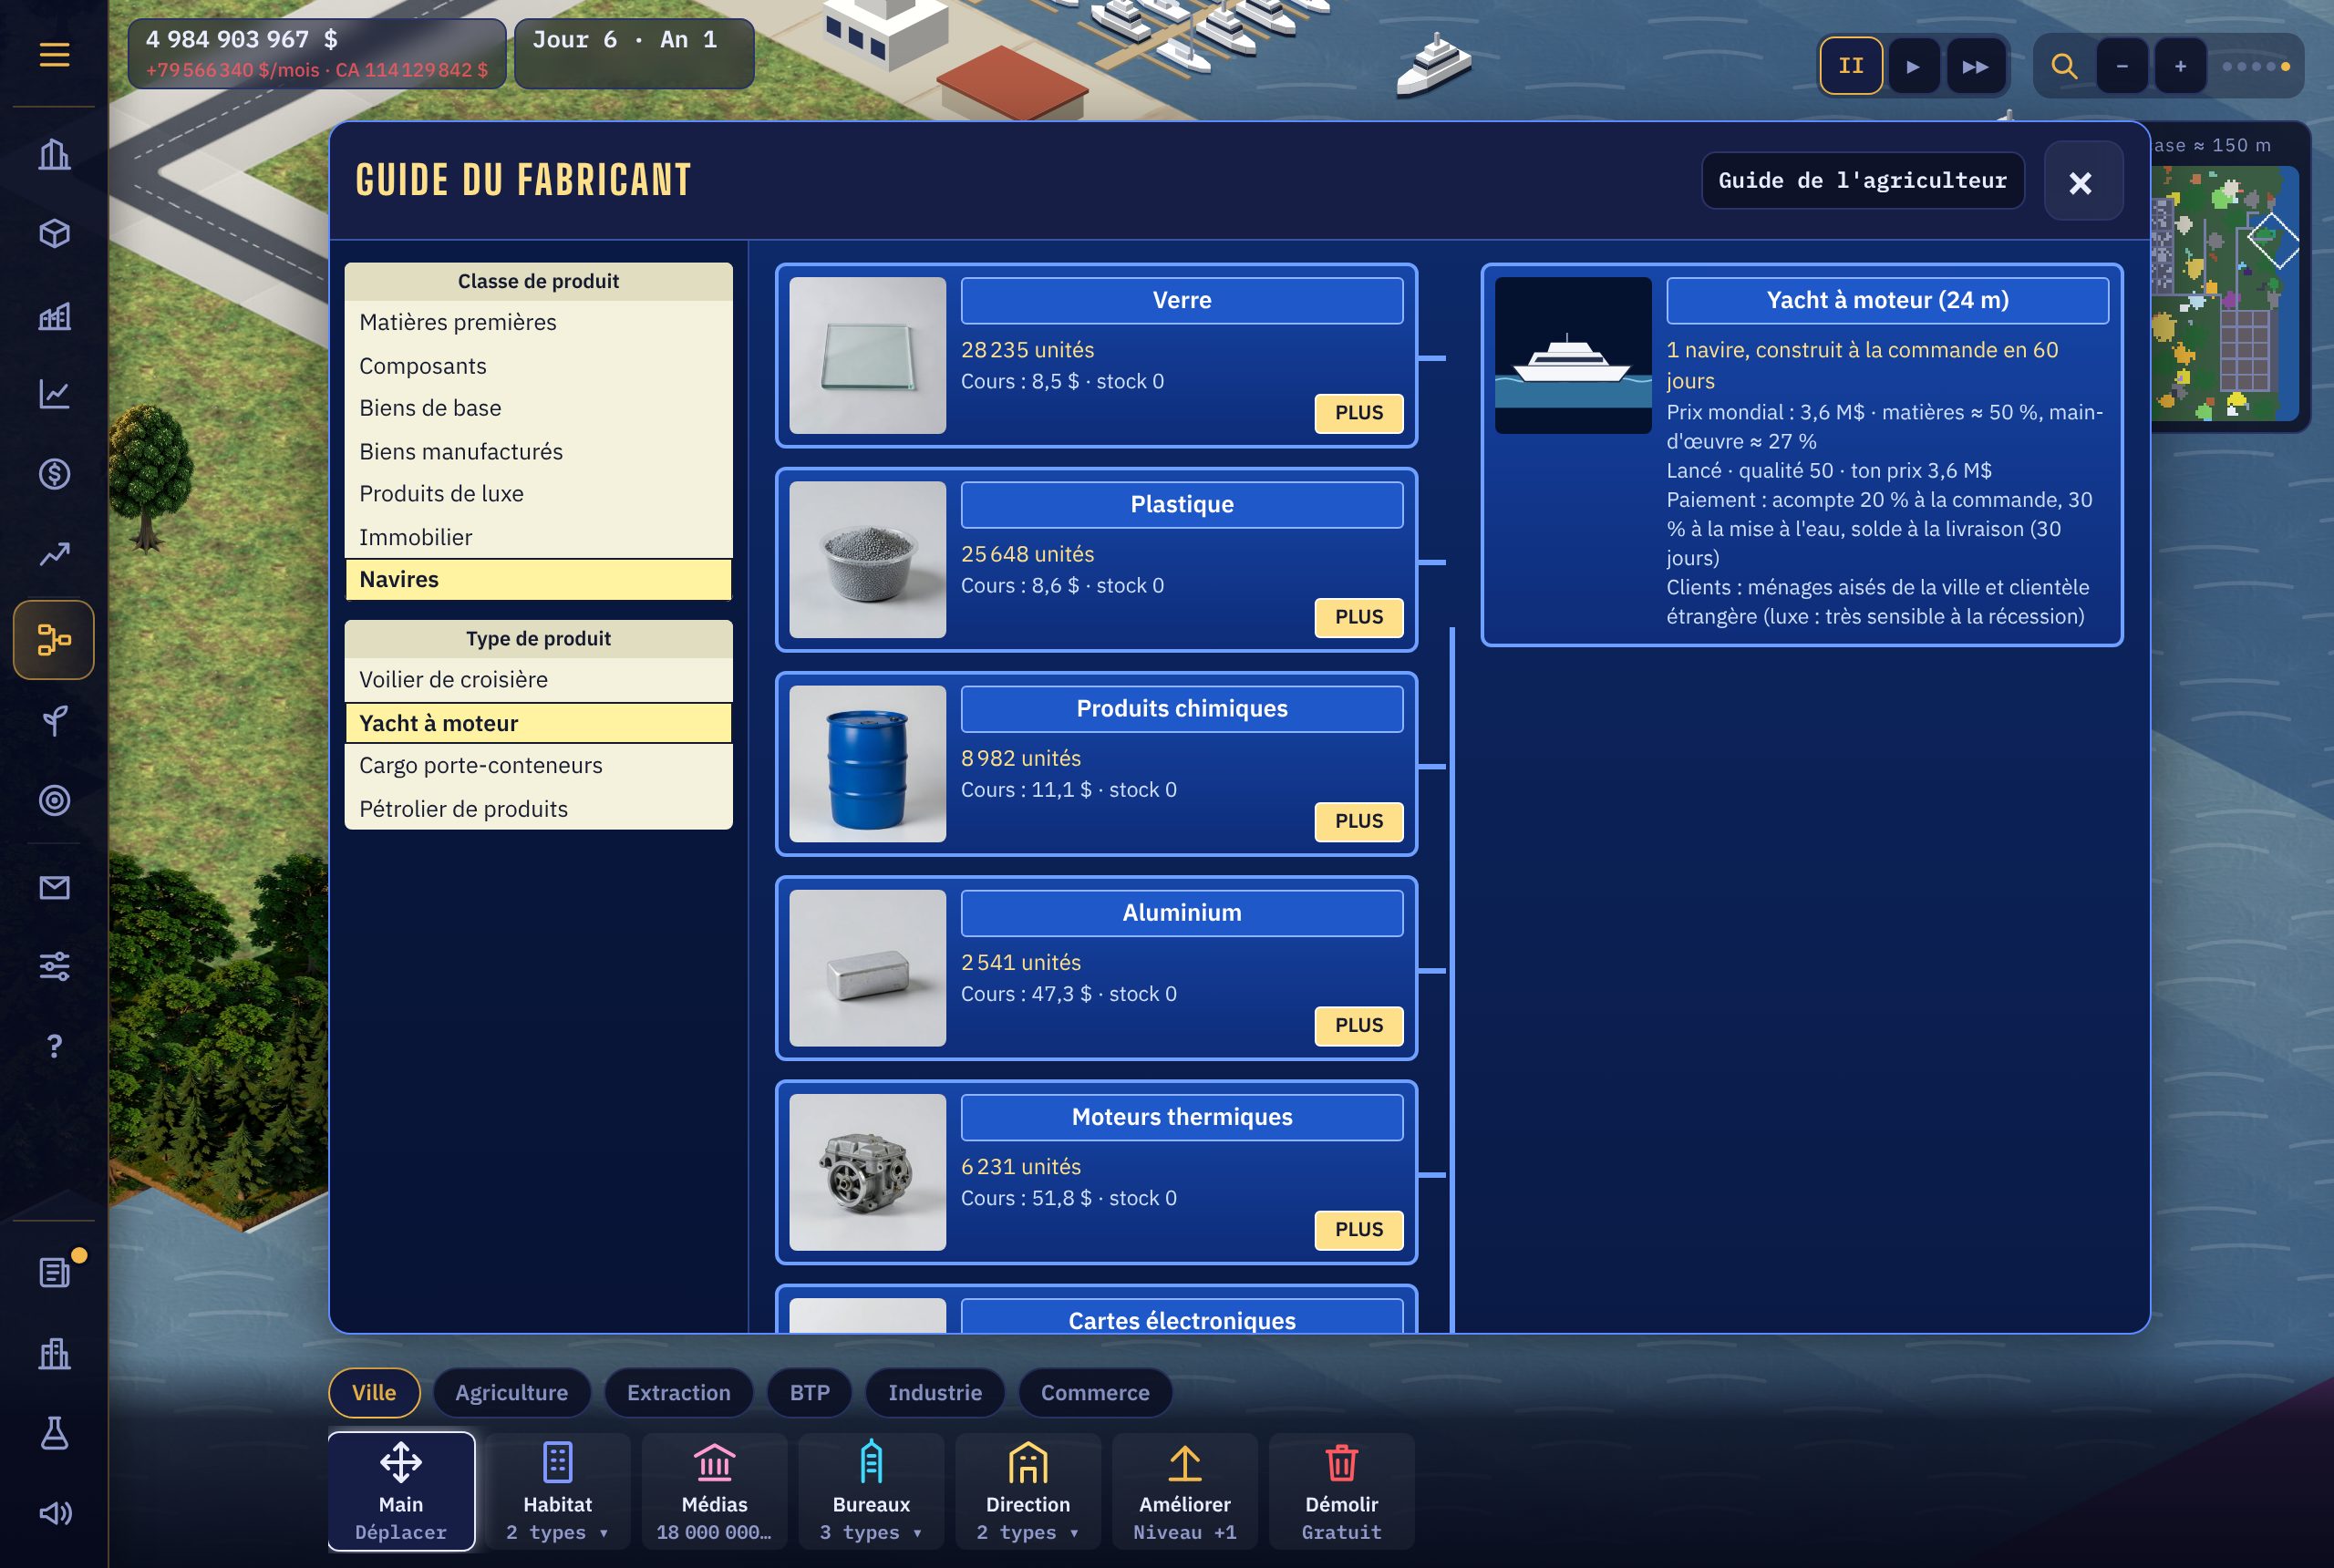 4 984 903 967 $
+79 566 340 $/mois · CA 114 129 842 $
Jour 6 · An 1
II
ase ≈ 150 m
GUIDE DU FABRICANT
Guide de l'agriculteur
Classe de produit
Matières premières
Composants
Biens de base
Biens manufacturés
Produits de luxe
Immobilier
Navires
Type de produit
Voilier de croisière
Yacht à moteur
Cargo porte-conteneurs
Pétrolier de produits
Verre
28 235 unités
Cours : 8,5 $ · stock 0
PLUS
Plastique
25 648 unités
Cours : 8,6 $ · stock 0
PLUS
Produits chimiques
8 982 unités
Cours : 11,1 $ · stock 0
PLUS
Aluminium
2 541 unités
Cours : 47,3 $ · stock 0
PLUS
Moteurs thermiques
6 231 unités
Cours : 51,8 $ · stock 0
PLUS
Cartes électroniques
Yacht à moteur (24 m)
1 navire, construit à la commande en 60
jours
Prix mondial : 3,6 M$ · matières ≈ 50 %, main-
d'œuvre ≈ 27 %
Lancé · qualité 50 · ton prix 3,6 M$
Paiement : acompte 20 % à la commande, 30
% à la mise à l'eau, solde à la livraison (30
jours)
Clients : ménages aisés de la ville et clientèle
étrangère (luxe : très sensible à la récession)
Ville
Agriculture
Extraction
BTP
Industrie
Commerce
Main
Déplacer
Habitat
2 types ▾
Médias
18 000 000…
Bureaux
3 types ▾
Direction
2 types ▾
Améliorer
Niveau +1
Démolir
Gratuit